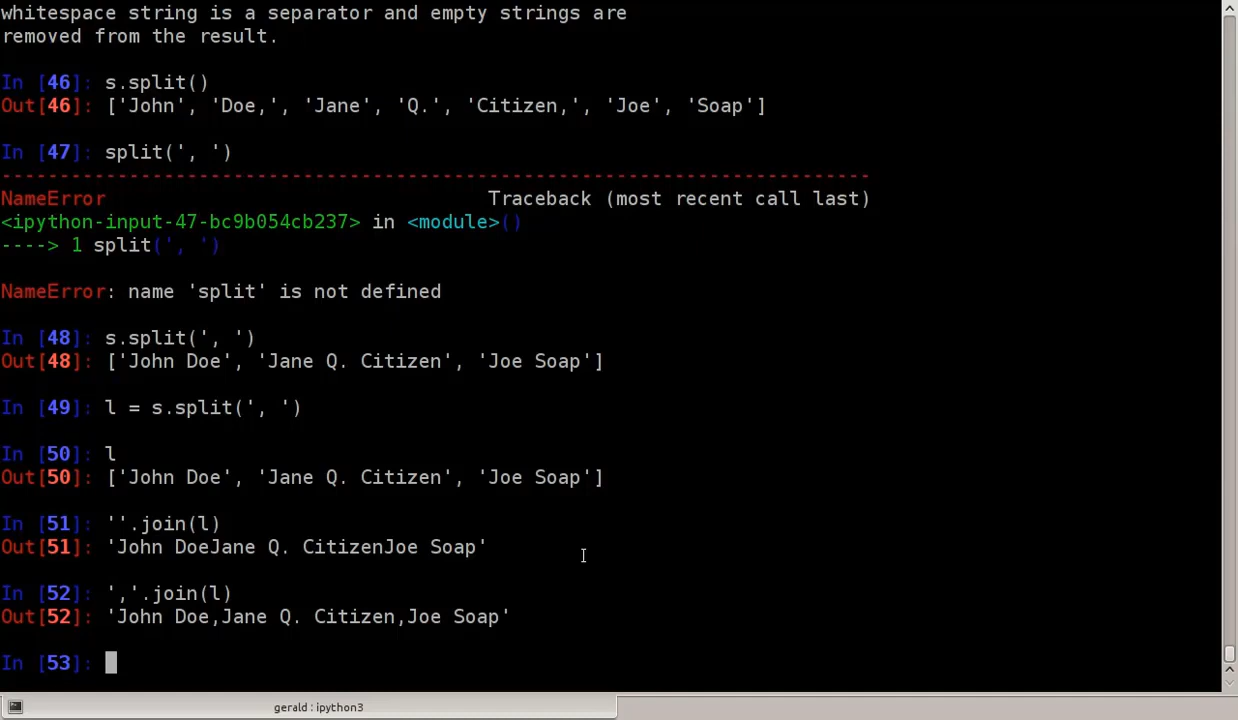 whitespace string is a separator and empty strings are
removed from the result.
In [46]: s.split()
Out[46]: ['John', 'Doe,', 'Jane', 'Q.', 'Citizen,', 'Joe', 'Soap']
In [47]: split(', ')
---------------------------------------------------------------------------
NameError                                 Traceback (most recent call last)
<ipython-input-47-bc9b054cb237> in <module>()
----> 1 split(', ')
NameError: name 'split' is not defined
In [48]: s.split(', ')
Out[48]: ['John Doe', 'Jane Q. Citizen', 'Joe Soap']
In [49]: l = s.split(', ')
In [50]: l
Out[50]: ['John Doe', 'Jane Q. Citizen', 'Joe Soap']
In [51]: ''.join(l)
Out[51]: 'John DoeJane Q. CitizenJoe Soap'
In [52]: ','.join(l)
Out[52]: 'John Doe,Jane Q. Citizen,Joe Soap'
In [53]:
gerald : ipython3